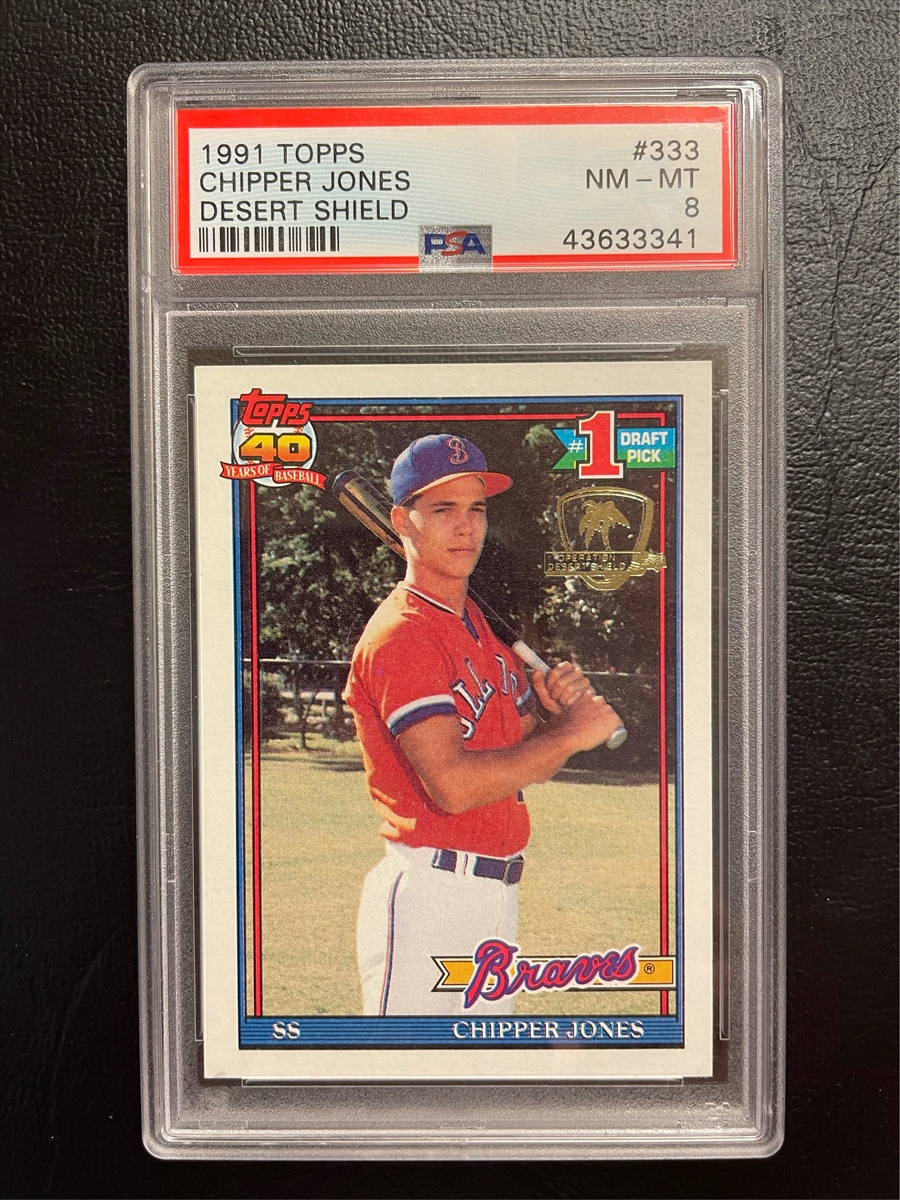 1991 TOPPS #333
CHIPPER JONES NM – MT
DESERT SHIELD 8
PSA 43633341
topps
40
YEARS OF BASEBALL
#1 DRAFT PICK
B
OPERATION
DESERT SHIELD
Braves ®
SS CHIPPER JONES